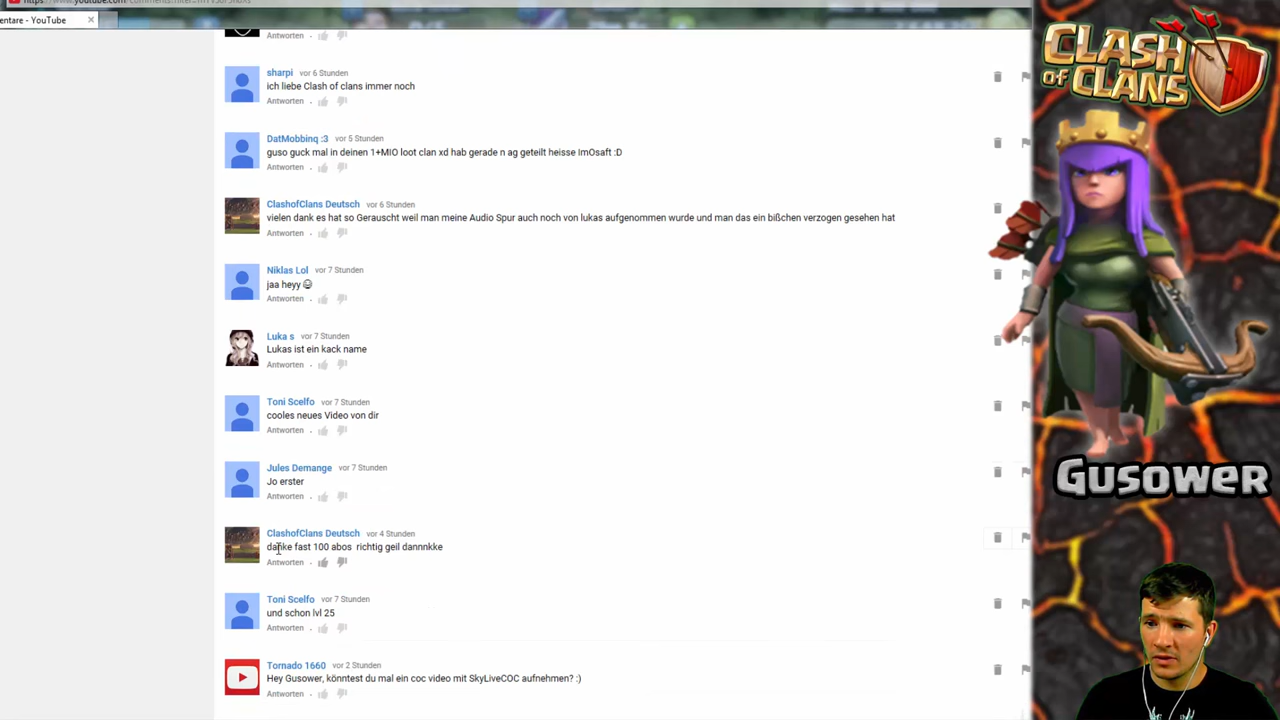 entare - YouTube
Antworten
CLASH
OF CLANS
sharpi vor 6 Stunden
ich liebe Clash of clans immer noch
Antworten
DatMobbinq :3 vor 5 Stunden
guso guck mal in deinen 1+MIO loot clan xd hab gerade n ag geteilt heisse ImOsaft :D
Antworten
ClashofClans Deutsch vor 6 Stunden
vielen dank es hat so Gerauscht weil man meine Audio Spur auch noch von lukas aufgenommen wurde und man das ein bißchen verzogen gesehen hat
Antworten
Niklas Lol vor 7 Stunden
jaa heyy 😂
Antworten
Luka s vor 7 Stunden
Lukas ist ein kack name
Antworten
Toni Scelfo vor 7 Stunden
cooles neues Video von dir
Antworten
Jules Demange vor 7 Stunden
Jo erster
Antworten
Gusower
ClashofClans Deutsch vor 4 Stunden
danke fast 100 abos richtig geil dannnkke
Antworten
Toni Scelfo vor 7 Stunden
und schon lvl 25
Antworten
Tornado 1660 vor 2 Stunden
Hey Gusower, könntest du mal ein coc video mit SkyLiveCOC aufnehmen? :)
Antworten